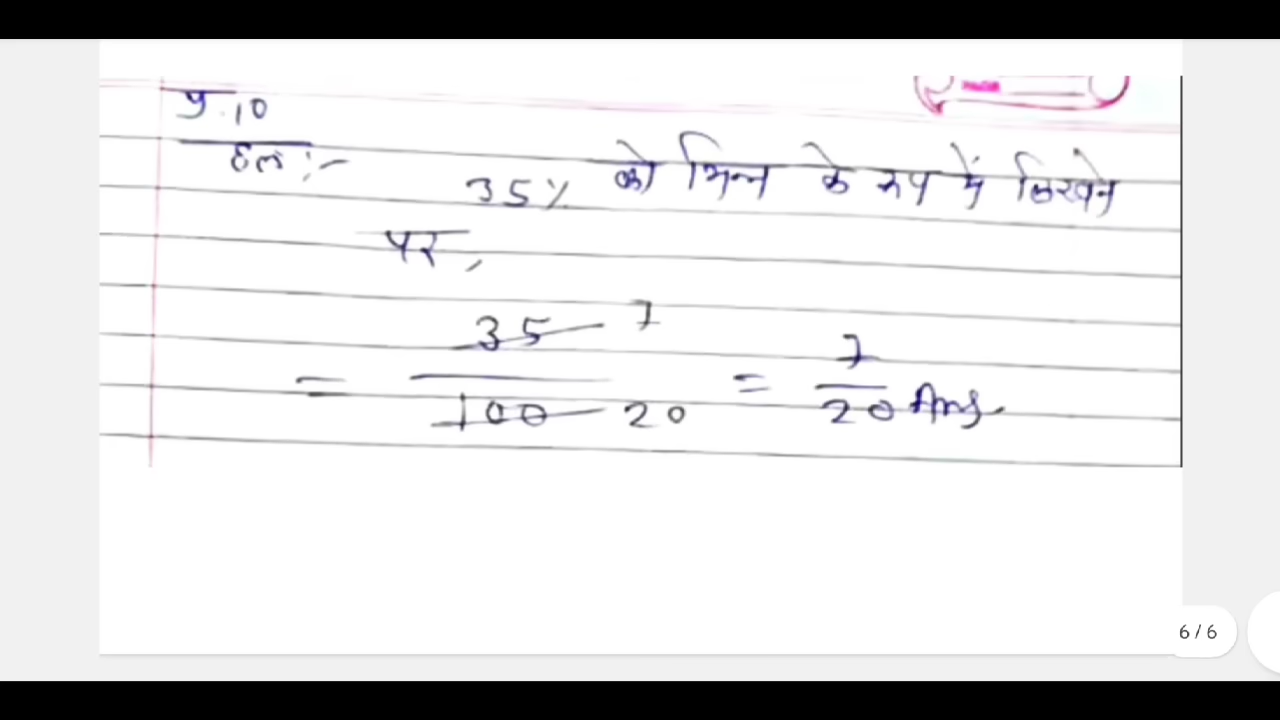 प्र.10
हल :-
35% को भिन्न के रूप में लिखने
पर,
= 35/100 7 20 = 7/20 Ans
6 / 6